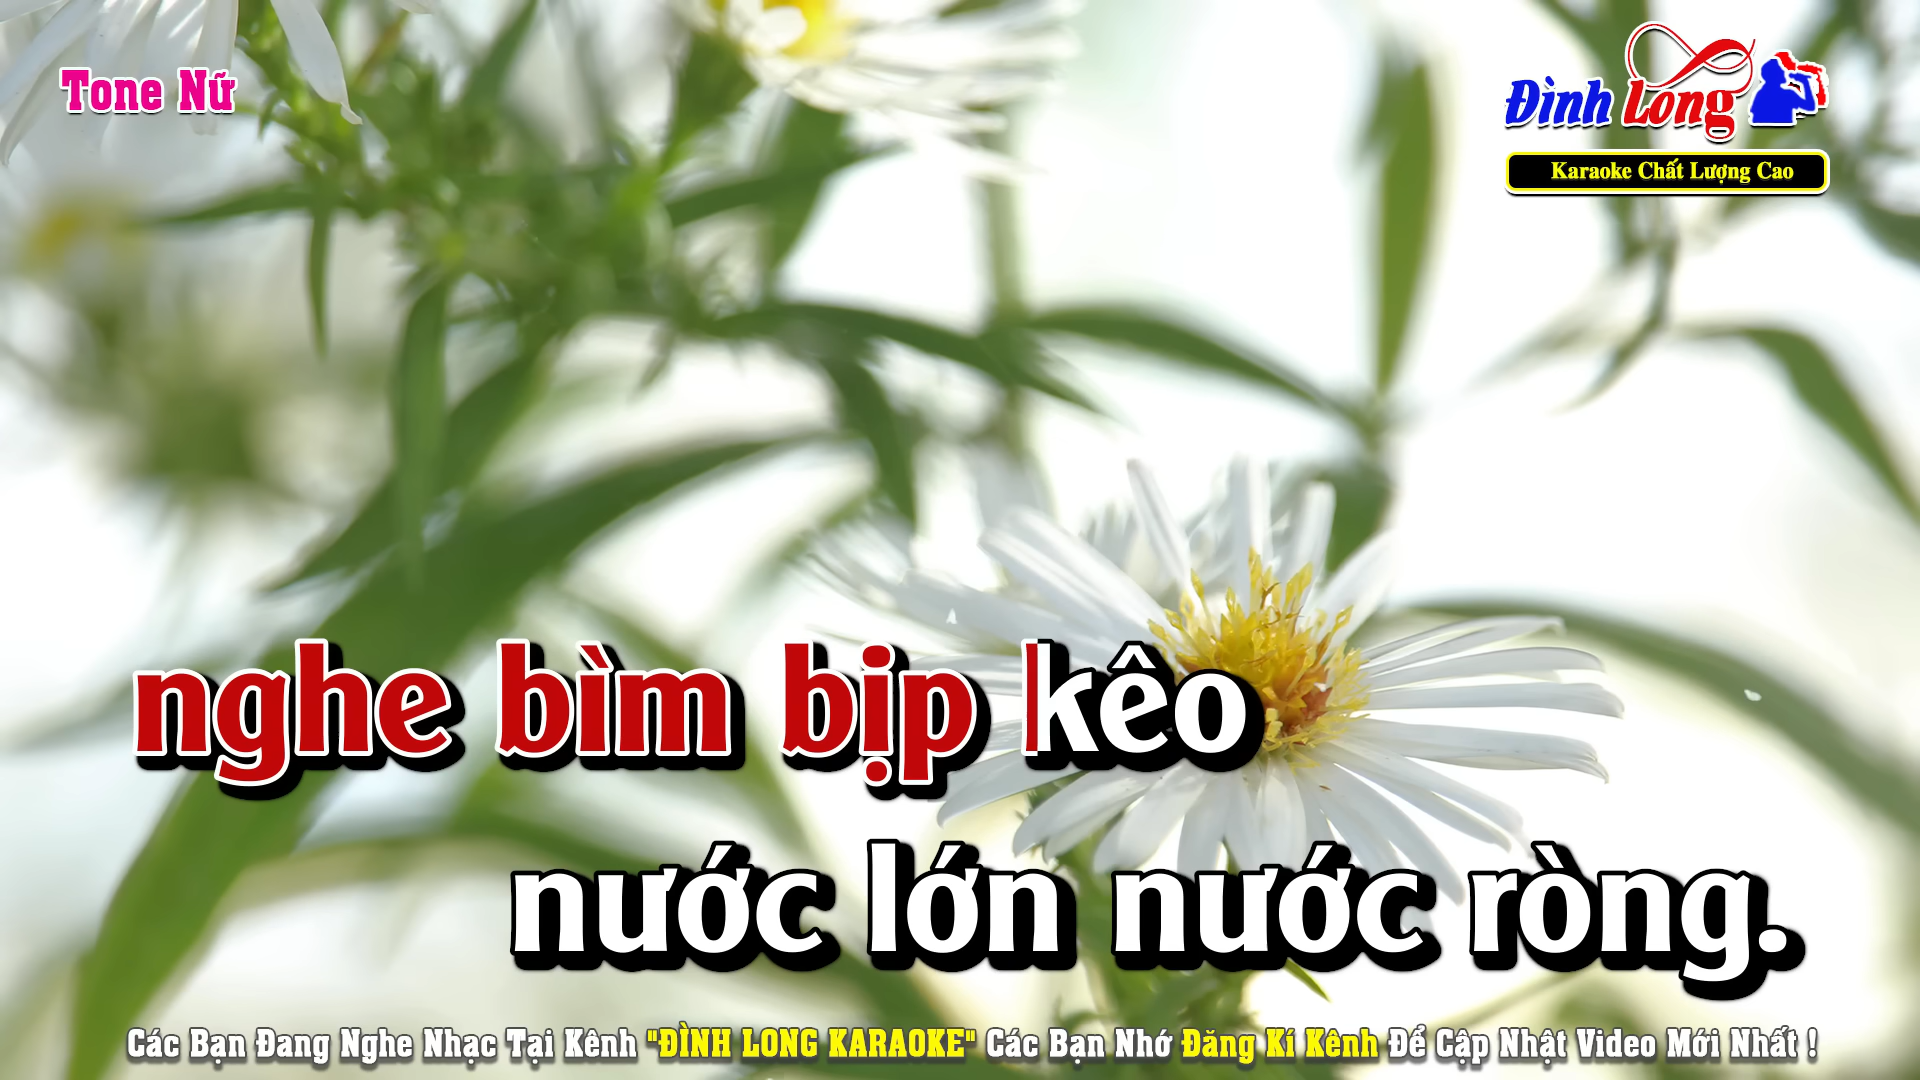 Tone Nữ
Đình Long
Karaoke Chất Lượng Cao
nghe bìm bịp kêo
nước lớn nước ròng.
Các Bạn Đang Nghe Nhạc Tại Kênh "ĐÌNH LONG KARAOKE" Các Bạn Nhớ Đăng Kí Kênh Để Cập Nhật Video Mới Nhất !